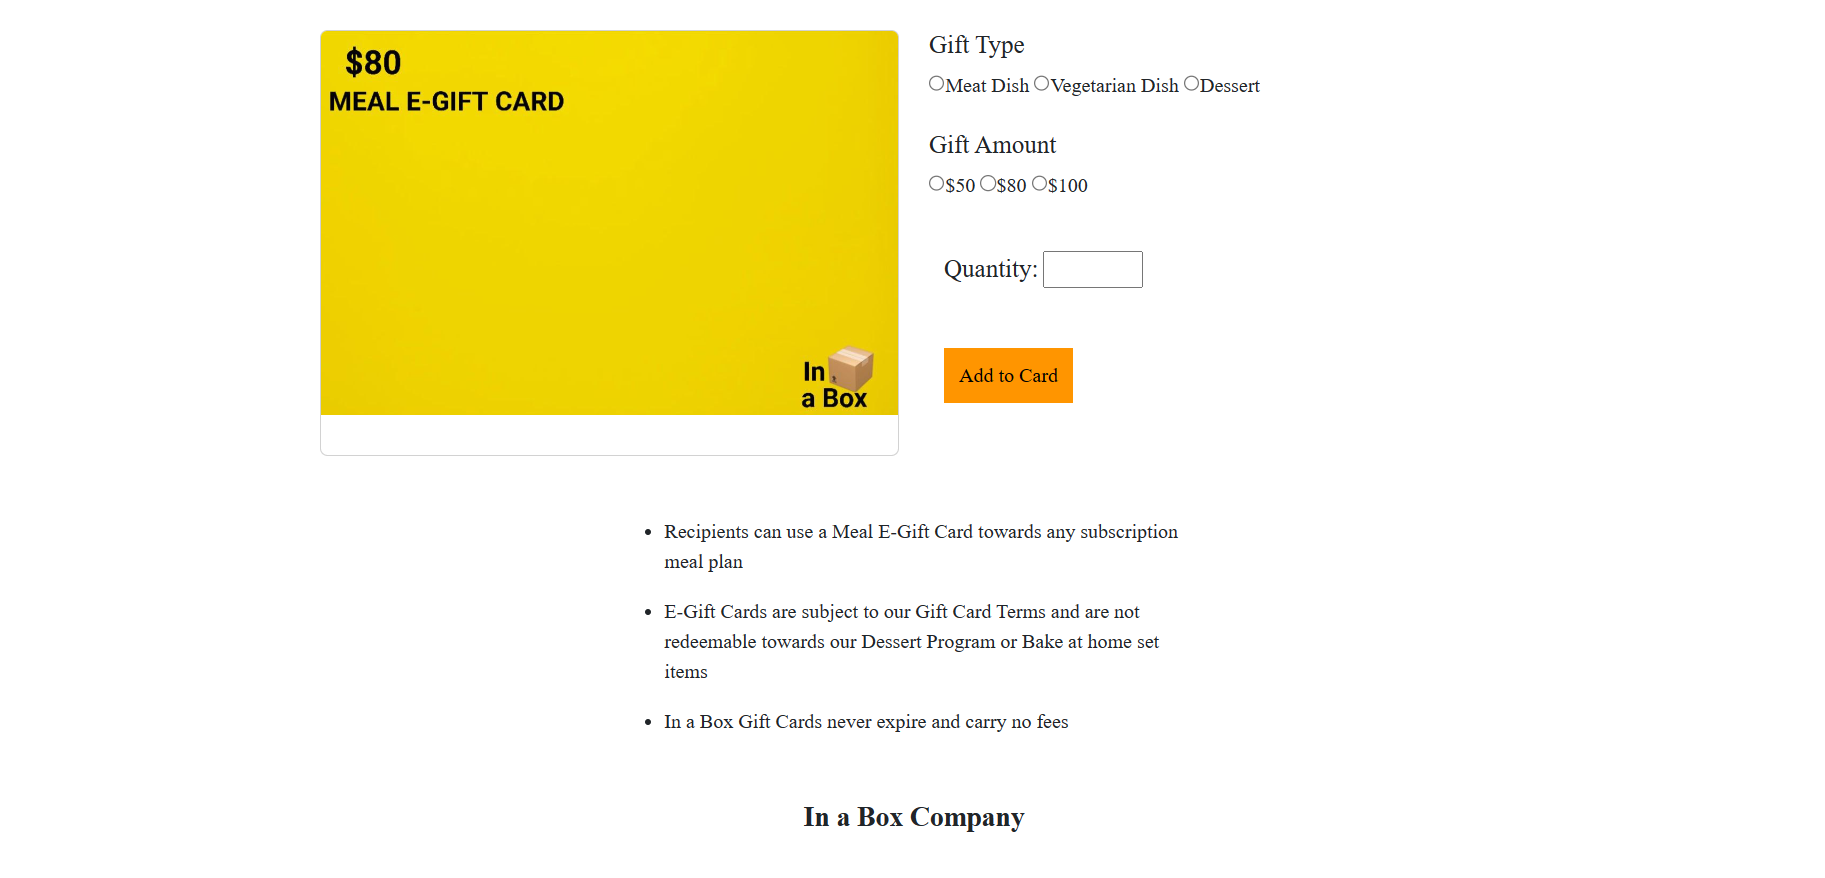 $80
MEAL E-GIFT CARD
In
a Box
Gift Type
Meat Dish Vegetarian Dish Dessert
Gift Amount
$50 $80 $100
Quantity:
Add to Card
Recipients can use a Meal E-Gift Card towards any subscription
meal plan
E-Gift Cards are subject to our Gift Card Terms and are not
redeemable towards our Dessert Program or Bake at home set
items
In a Box Gift Cards never expire and carry no fees
In a Box Company